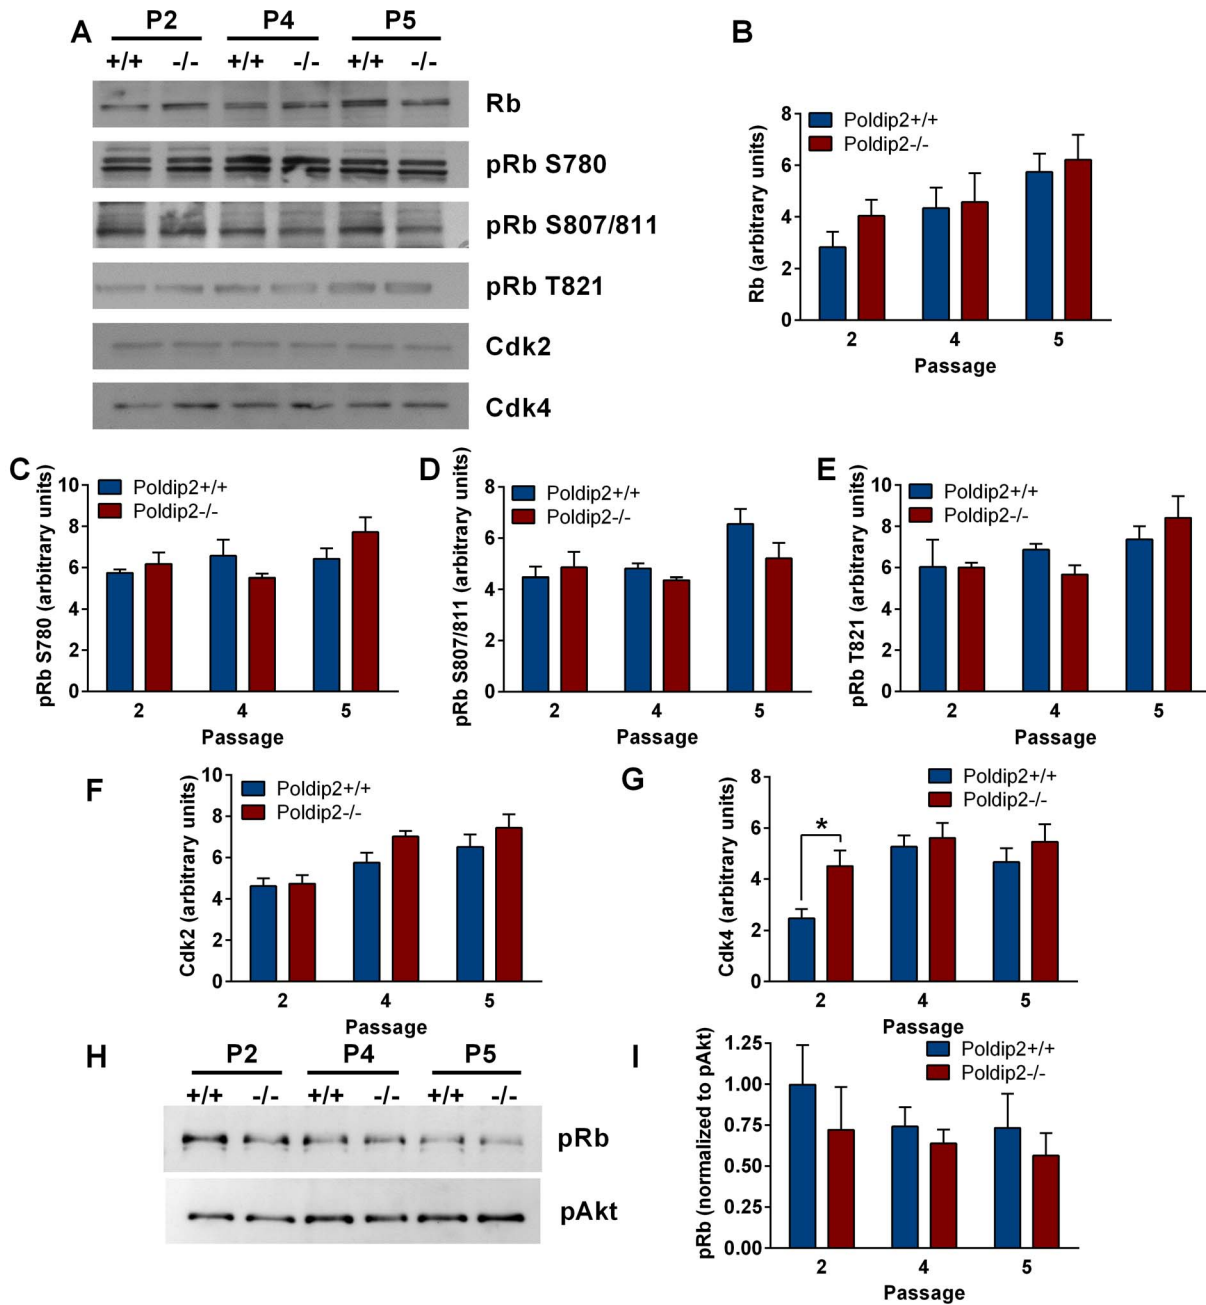 A
P2 P4 P5
+/+ -/- +/+ -/- +/+ -/-
Rb
pRb S780
pRb S807/811
pRb T821
Cdk2
Cdk4
B
Poldip2+/+
Poldip2-/-
Rb (arbitrary units)
8
6
4
2
0
2 4 5
Passage
C
Poldip2+/+
Poldip2-/-
pRb S780 (arbitrary units)
10
8
6
4
2
0
2 4 5
Passage
D
Poldip2+/+
Poldip2-/-
pRb S807/811 (arbitrary units)
8
6
4
2
0
2 4 5
Passage
E
Poldip2+/+
Poldip2-/-
pRb T821 (arbitrary units)
10
8
6
4
2
0
2 4 5
Passage
F
Poldip2+/+
Poldip2-/-
Cdk2 (arbitrary units)
10
8
6
4
2
0
2 4 5
Passage
G
Poldip2+/+
Poldip2-/-
Cdk4 (arbitrary units)
8
6
4
2
0
*
2 4 5
Passage
H
P2 P4 P5
+/+ -/- +/+ -/- +/+ -/-
pRb
pAkt
I
Poldip2+/+
Poldip2-/-
pRb (normalized to pAkt)
1.25
1.00
0.75
0.50
0.25
0.00
2 4 5
Passage